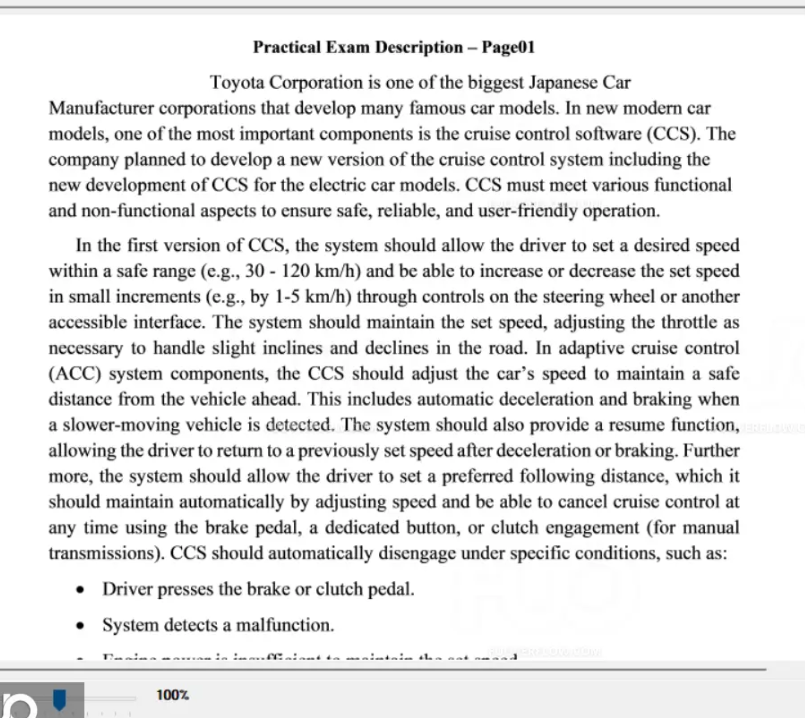 Practical Exam Description – Page01
Toyota Corporation is one of the biggest Japanese Car
Manufacturer corporations that develop many famous car models. In new modern car
models, one of the most important components is the cruise control software (CCS). The
company planned to develop a new version of the cruise control system including the
new development of CCS for the electric car models. CCS must meet various functional
and non-functional aspects to ensure safe, reliable, and user-friendly operation.
In the first version of CCS, the system should allow the driver to set a desired speed
within a safe range (e.g., 30 - 120 km/h) and be able to increase or decrease the set speed
in small increments (e.g., by 1-5 km/h) through controls on the steering wheel or another
accessible interface. The system should maintain the set speed, adjusting the throttle as
necessary to handle slight inclines and declines in the road. In adaptive cruise control
(ACC) system components, the CCS should adjust the car's speed to maintain a safe
distance from the vehicle ahead. This includes automatic deceleration and braking when
a slower-moving vehicle is detected. The system should also provide a resume function,
allowing the driver to return to a previously set speed after deceleration or braking. Further
more, the system should allow the driver to set a preferred following distance, which it
should maintain automatically by adjusting speed and be able to cancel cruise control at
any time using the brake pedal, a dedicated button, or clutch engagement (for manual
transmissions). CCS should automatically disengage under specific conditions, such as:
• Driver presses the brake or clutch pedal.
• System detects a malfunction.
Engine power is insufficient to maintain the set speed
100%